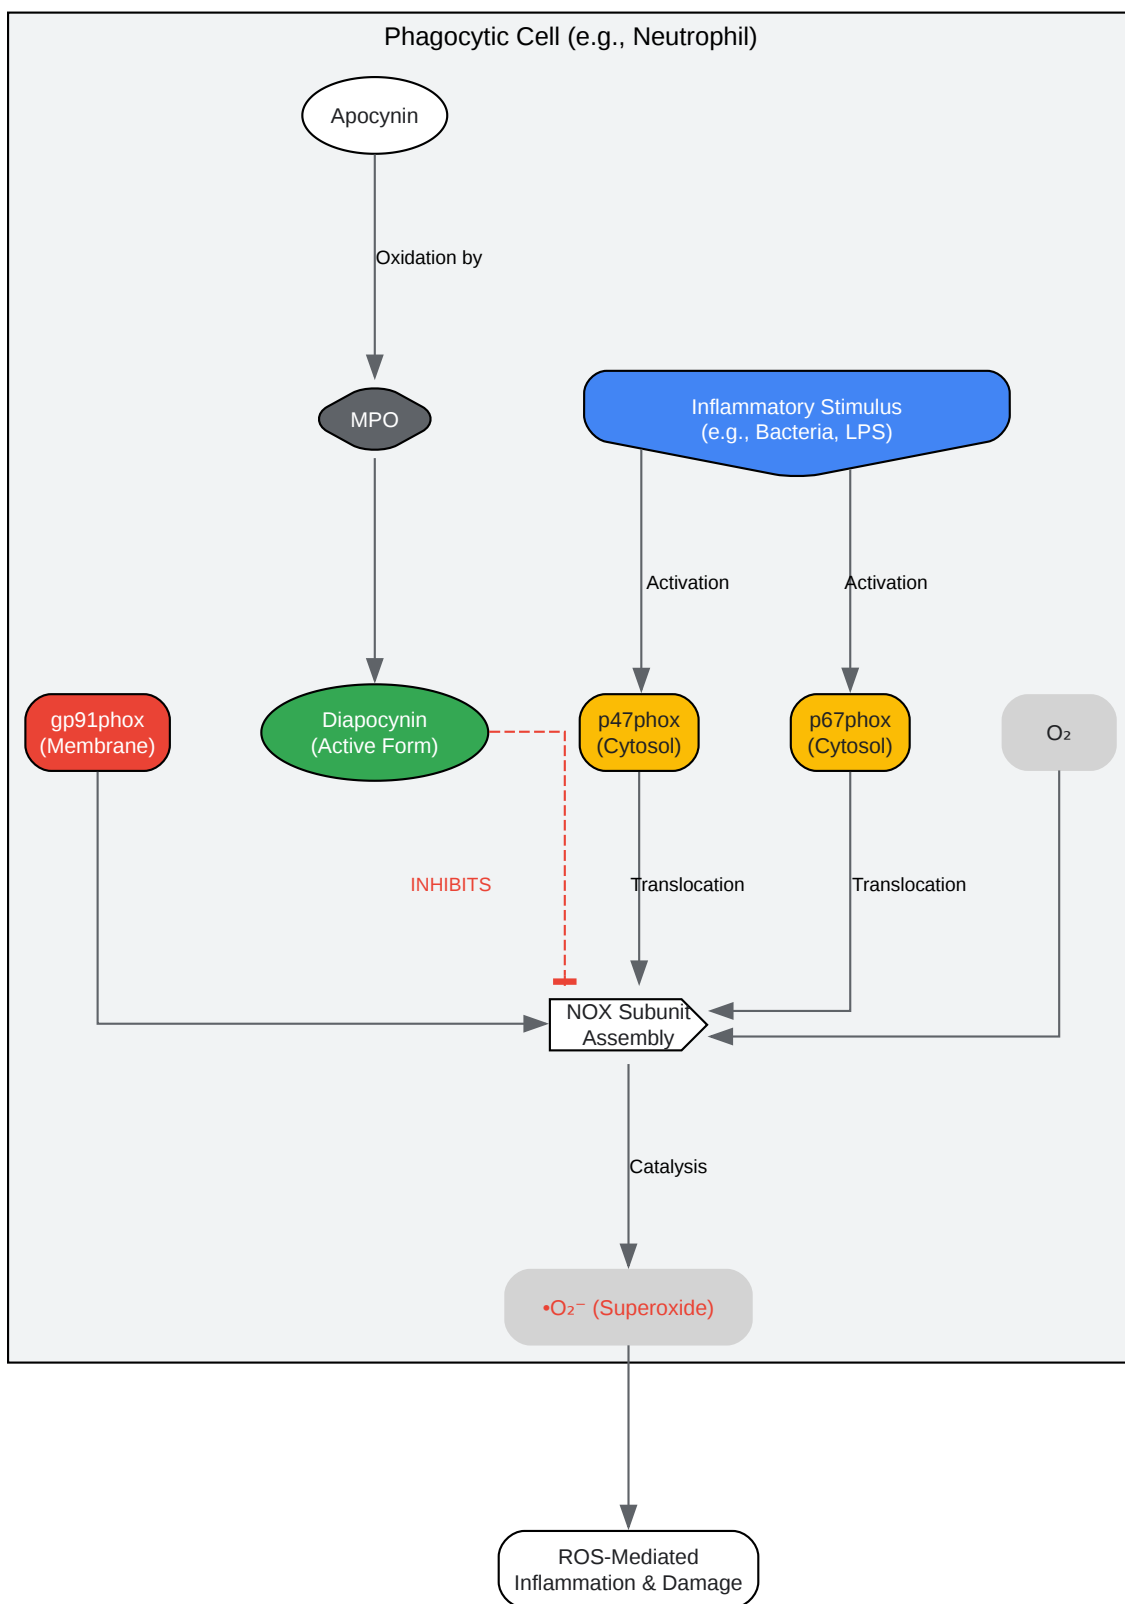 Phagocytic Cell (e.g., Neutrophil)
Apocynin
Oxidation by
MPO
Inflammatory Stimulus
(e.g., Bacteria, LPS)
Activation
Activation
gp91phox
(Membrane)
Diapocynin
(Active Form)
p47phox
(Cytosol)
p67phox
(Cytosol)
O₂
INHIBITS
Translocation
Translocation
NOX Subunit
Assembly
Catalysis
•O₂⁻ (Superoxide)
ROS-Mediated
Inflammation & Damage